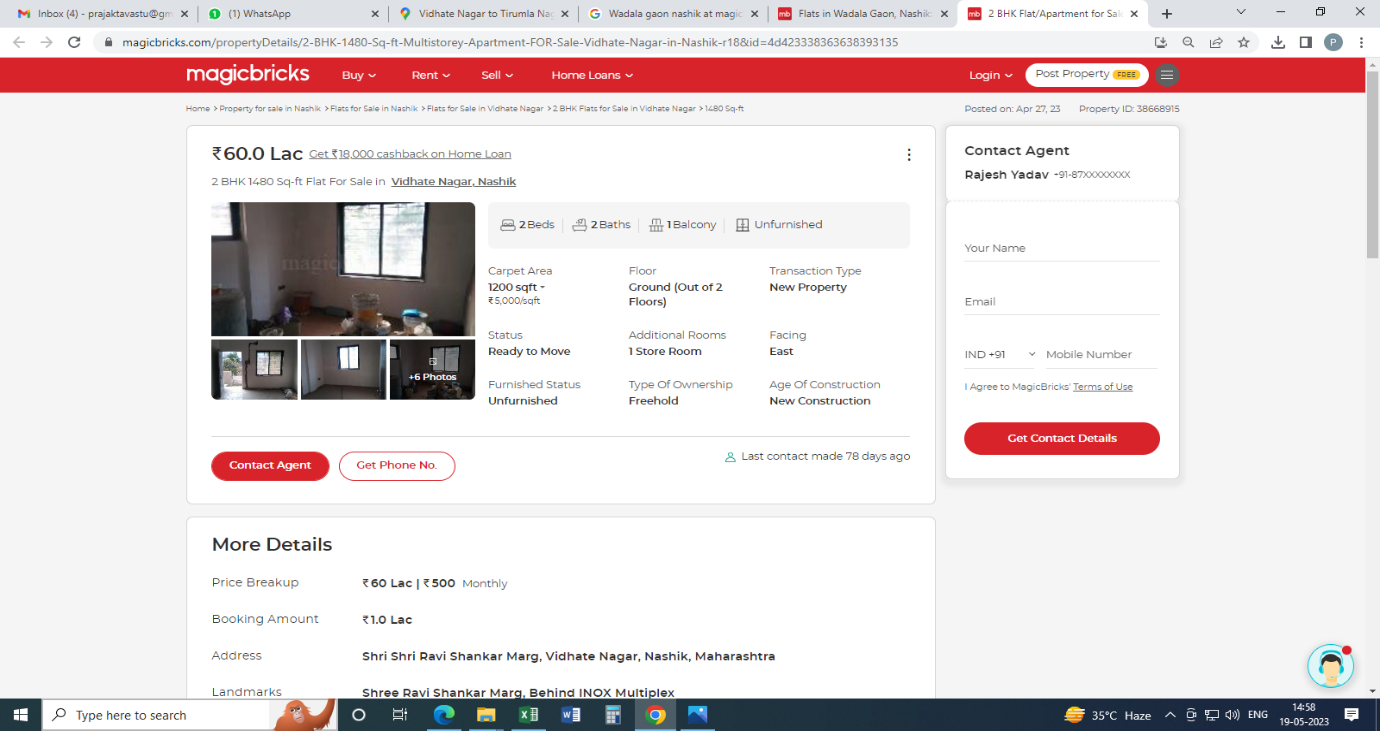 Inbox (4) - prajaktavastu@gm
(1) WhatsApp
Vidhate Nagar to Tirumla Nag
Wadala gaon nashik at magic
Flats in Wadala Gaon, Nashik
2 BHK Flat/Apartment for Sale
magicbricks.com/propertyDetails/2-BHK-1480-Sq-ft-Multistorey-Apartment-FOR-Sale-Vidhate-Nagar-in-Nashik-r18&id=4d423338363638393135
P
magicbricks Buy Rent Sell Home Loans Login Post Property FREE
Home > Property for sale in Nashik > Flats for Sale in Nashik > Flats for Sale in Vidhate Nagar > 2 BHK Flats for Sale in Vidhate Nagar > 1480 Sq-ft
Posted on: Apr 27, 23 Property ID: 38668915
₹60.0 Lac Get ₹18,000 cashback on Home Loan
2 BHK 1480 Sq-ft Flat For Sale in Vidhate Nagar, Nashik
2 Beds 2 Baths 1 Balcony Unfurnished
Carpet Area
1200 sqft
₹5,000/sqft
Floor
Ground (Out of 2
Floors)
Transaction Type
New Property
Status
Ready to Move
Additional Rooms
1 Store Room
Facing
East
Furnished Status
Unfurnished
Type Of Ownership
Freehold
Age Of Construction
New Construction
+6 Photos
Contact Agent Get Phone No.
Last contact made 78 days ago
Contact Agent
Rajesh Yadav +91-87XXXXXXXX
Your Name
Email
IND +91 Mobile Number
I Agree to MagicBricks' Terms of Use
Get Contact Details
More Details
Price Breakup ₹60 Lac | ₹500 Monthly
Booking Amount ₹1.0 Lac
Address Shri Shri Ravi Shankar Marg, Vidhate Nagar, Nashik, Maharashtra
Landmarks Shree Ravi Shankar Marg, Behind INOX Multiplex
Type here to search
35°C Haze
ENG
14:58
19-05-2023